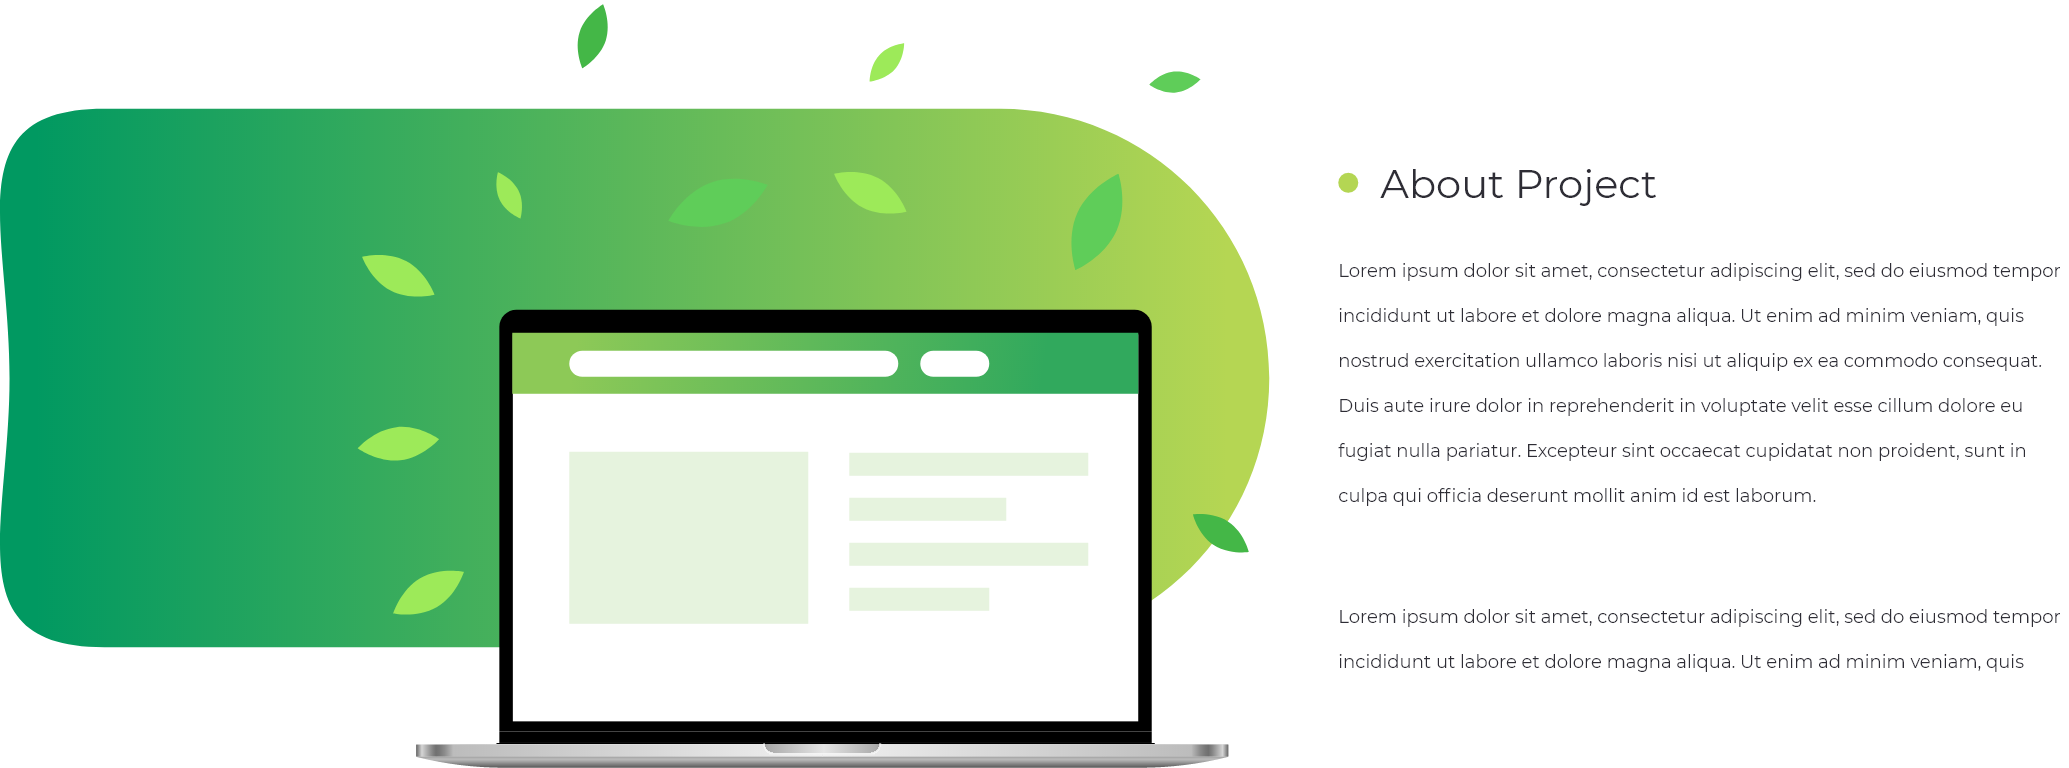 About Project
Lorem ipsum dolor sit amet, consectetur adipiscing elit, sed do eiusmod tempor
incididunt ut labore et dolore magna aliqua. Ut enim ad minim veniam, quis
nostrud exercitation ullamco laboris nisi ut aliquip ex ea commodo consequat.
Duis aute irure dolor in reprehenderit in voluptate velit esse cillum dolore eu
fugiat nulla pariatur. Excepteur sint occaecat cupidatat non proident, sunt in
culpa qui officia deserunt mollit anim id est laborum.
Lorem ipsum dolor sit amet, consectetur adipiscing elit, sed do eiusmod tempor
incididunt ut labore et dolore magna aliqua. Ut enim ad minim veniam, quis